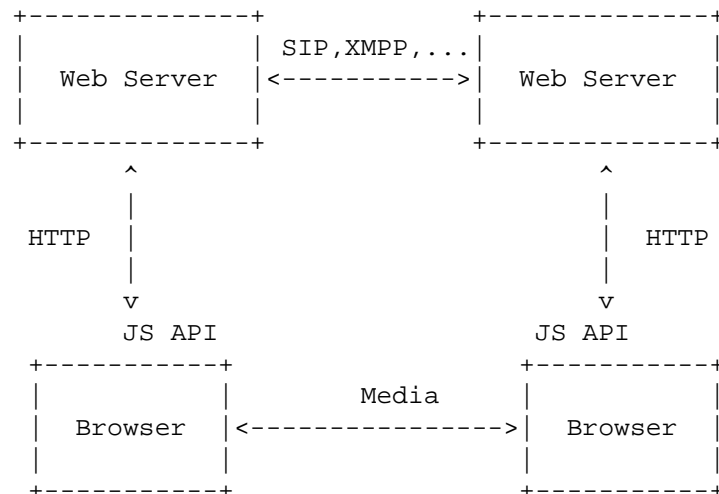 SIP,XMPP,...
Web Server Web Server
HTTP HTTP
JS API JS API
Media
Browser Browser